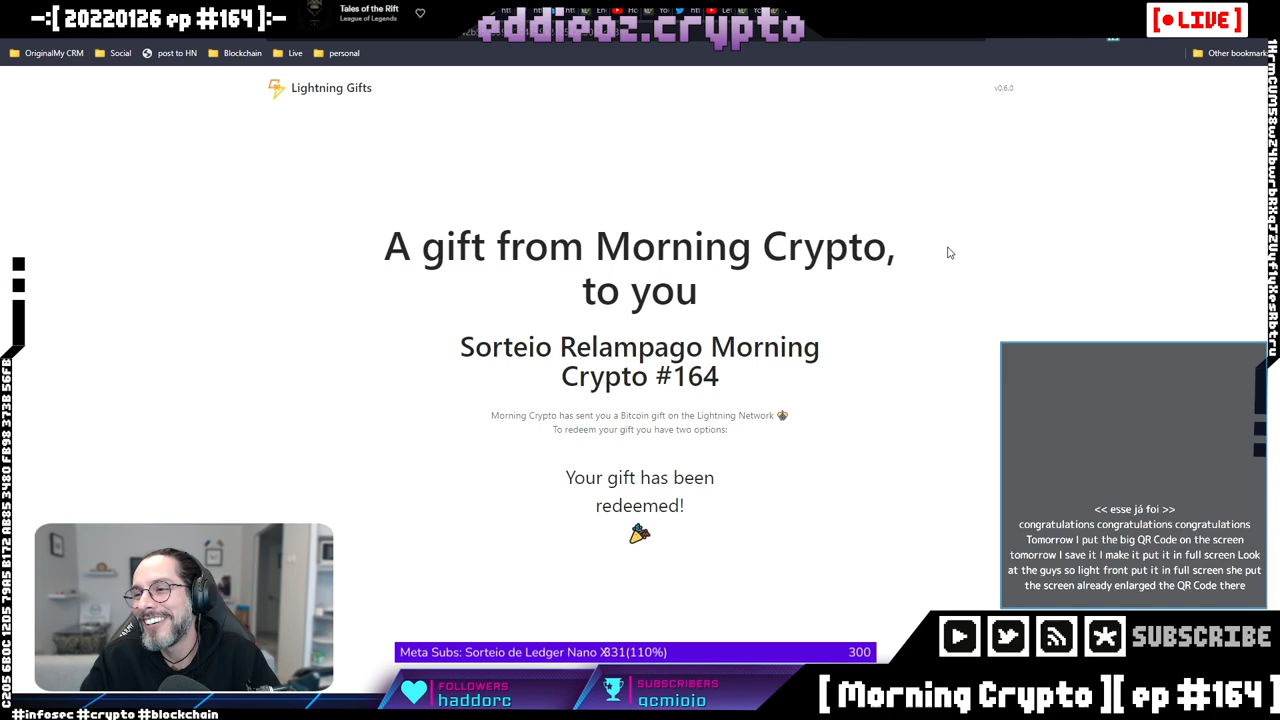 -:[ 20220126 ep #164 ]:-
Tales of the Rift
League of Legends
eddieoz.crypto
[● LIVE]
OriginalMy CRM
Social
post to HN
Blockchain
Live
personal
Other bookmark
Lightning Gifts
v0.6.0
A gift from Morning Crypto,
to you
Sorteio Relampago Morning
Crypto #164
Morning Crypto has sent you a Bitcoin gift on the Lightning Network
To redeem your gift you have two options:
Your gift has been
redeemed!
<< esse já foi >>
congratulations congratulations congratulations
Tomorrow I put the big QR Code on the screen
tomorrow I save it I make it put it in full screen Look
at the guys so light front put it in full screen she put
the screen already enlarged the QR Code there
Meta Subs: Sorteio de Ledger Nano X
331(110%)
300
FOLLOWERS
haddorc
SUBSCRIBERS
gcmiojo
SUBSCRIBE
[ Morning Crypto ][ ep #164 ]
#infosec #crypto #blockchain